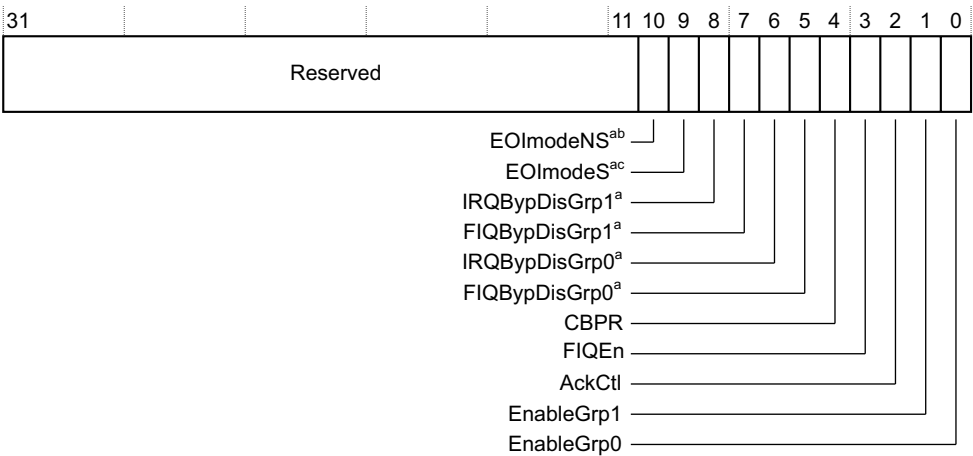 31 11 10 9 8 7 6 5 4 3 2 1 0
Reserved
EOImodeNSᵃᵇ
EOImodeSᵃᶜ
IRQBypDisGrp1ᵃ
FIQBypDisGrp1ᵃ
IRQBypDisGrp0ᵃ
FIQBypDisGrp0ᵃ
CBPR
FIQEn
AckCtl
EnableGrp1
EnableGrp0